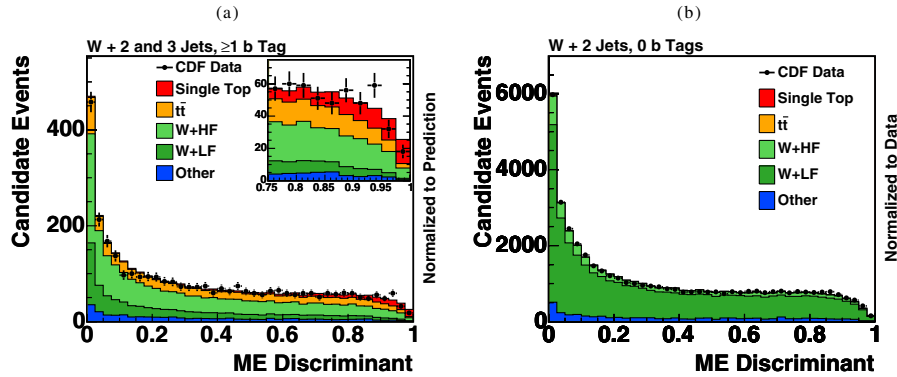 (a)
W + 2 and 3 Jets, ≥1 b Tag
Candidate Events
400
200
0
CDF Data
Single Top
tt̄
W+HF
W+LF
Other
60
40
20
0
0.75 0.8 0.85 0.9 0.95 1
Normalized to Prediction
0 0.2 0.4 0.6 0.8 1
ME Discriminant
(b)
W + 2 Jets, 0 b Tags
Candidate Events
6000
4000
2000
0
CDF Data
Single Top
tt̄
W+HF
W+LF
Other
Normalized to Data
0 0.2 0.4 0.6 0.8 1
ME Discriminant